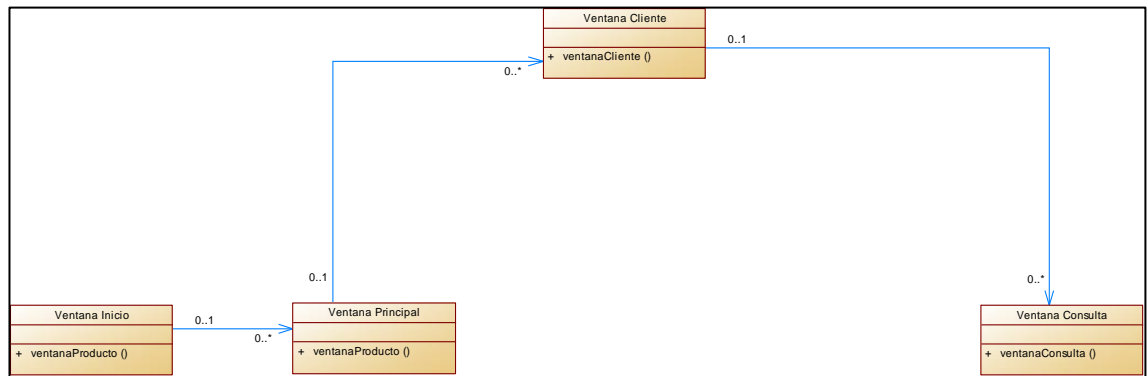 Ventana Cliente
+ ventanaCliente ()
0..1
0..*
0..1
0..*
Ventana Inicio
+ ventanaProducto ()
0..1
0..*
Ventana Principal
+ ventanaProducto ()
Ventana Consulta
+ ventanaConsulta ()